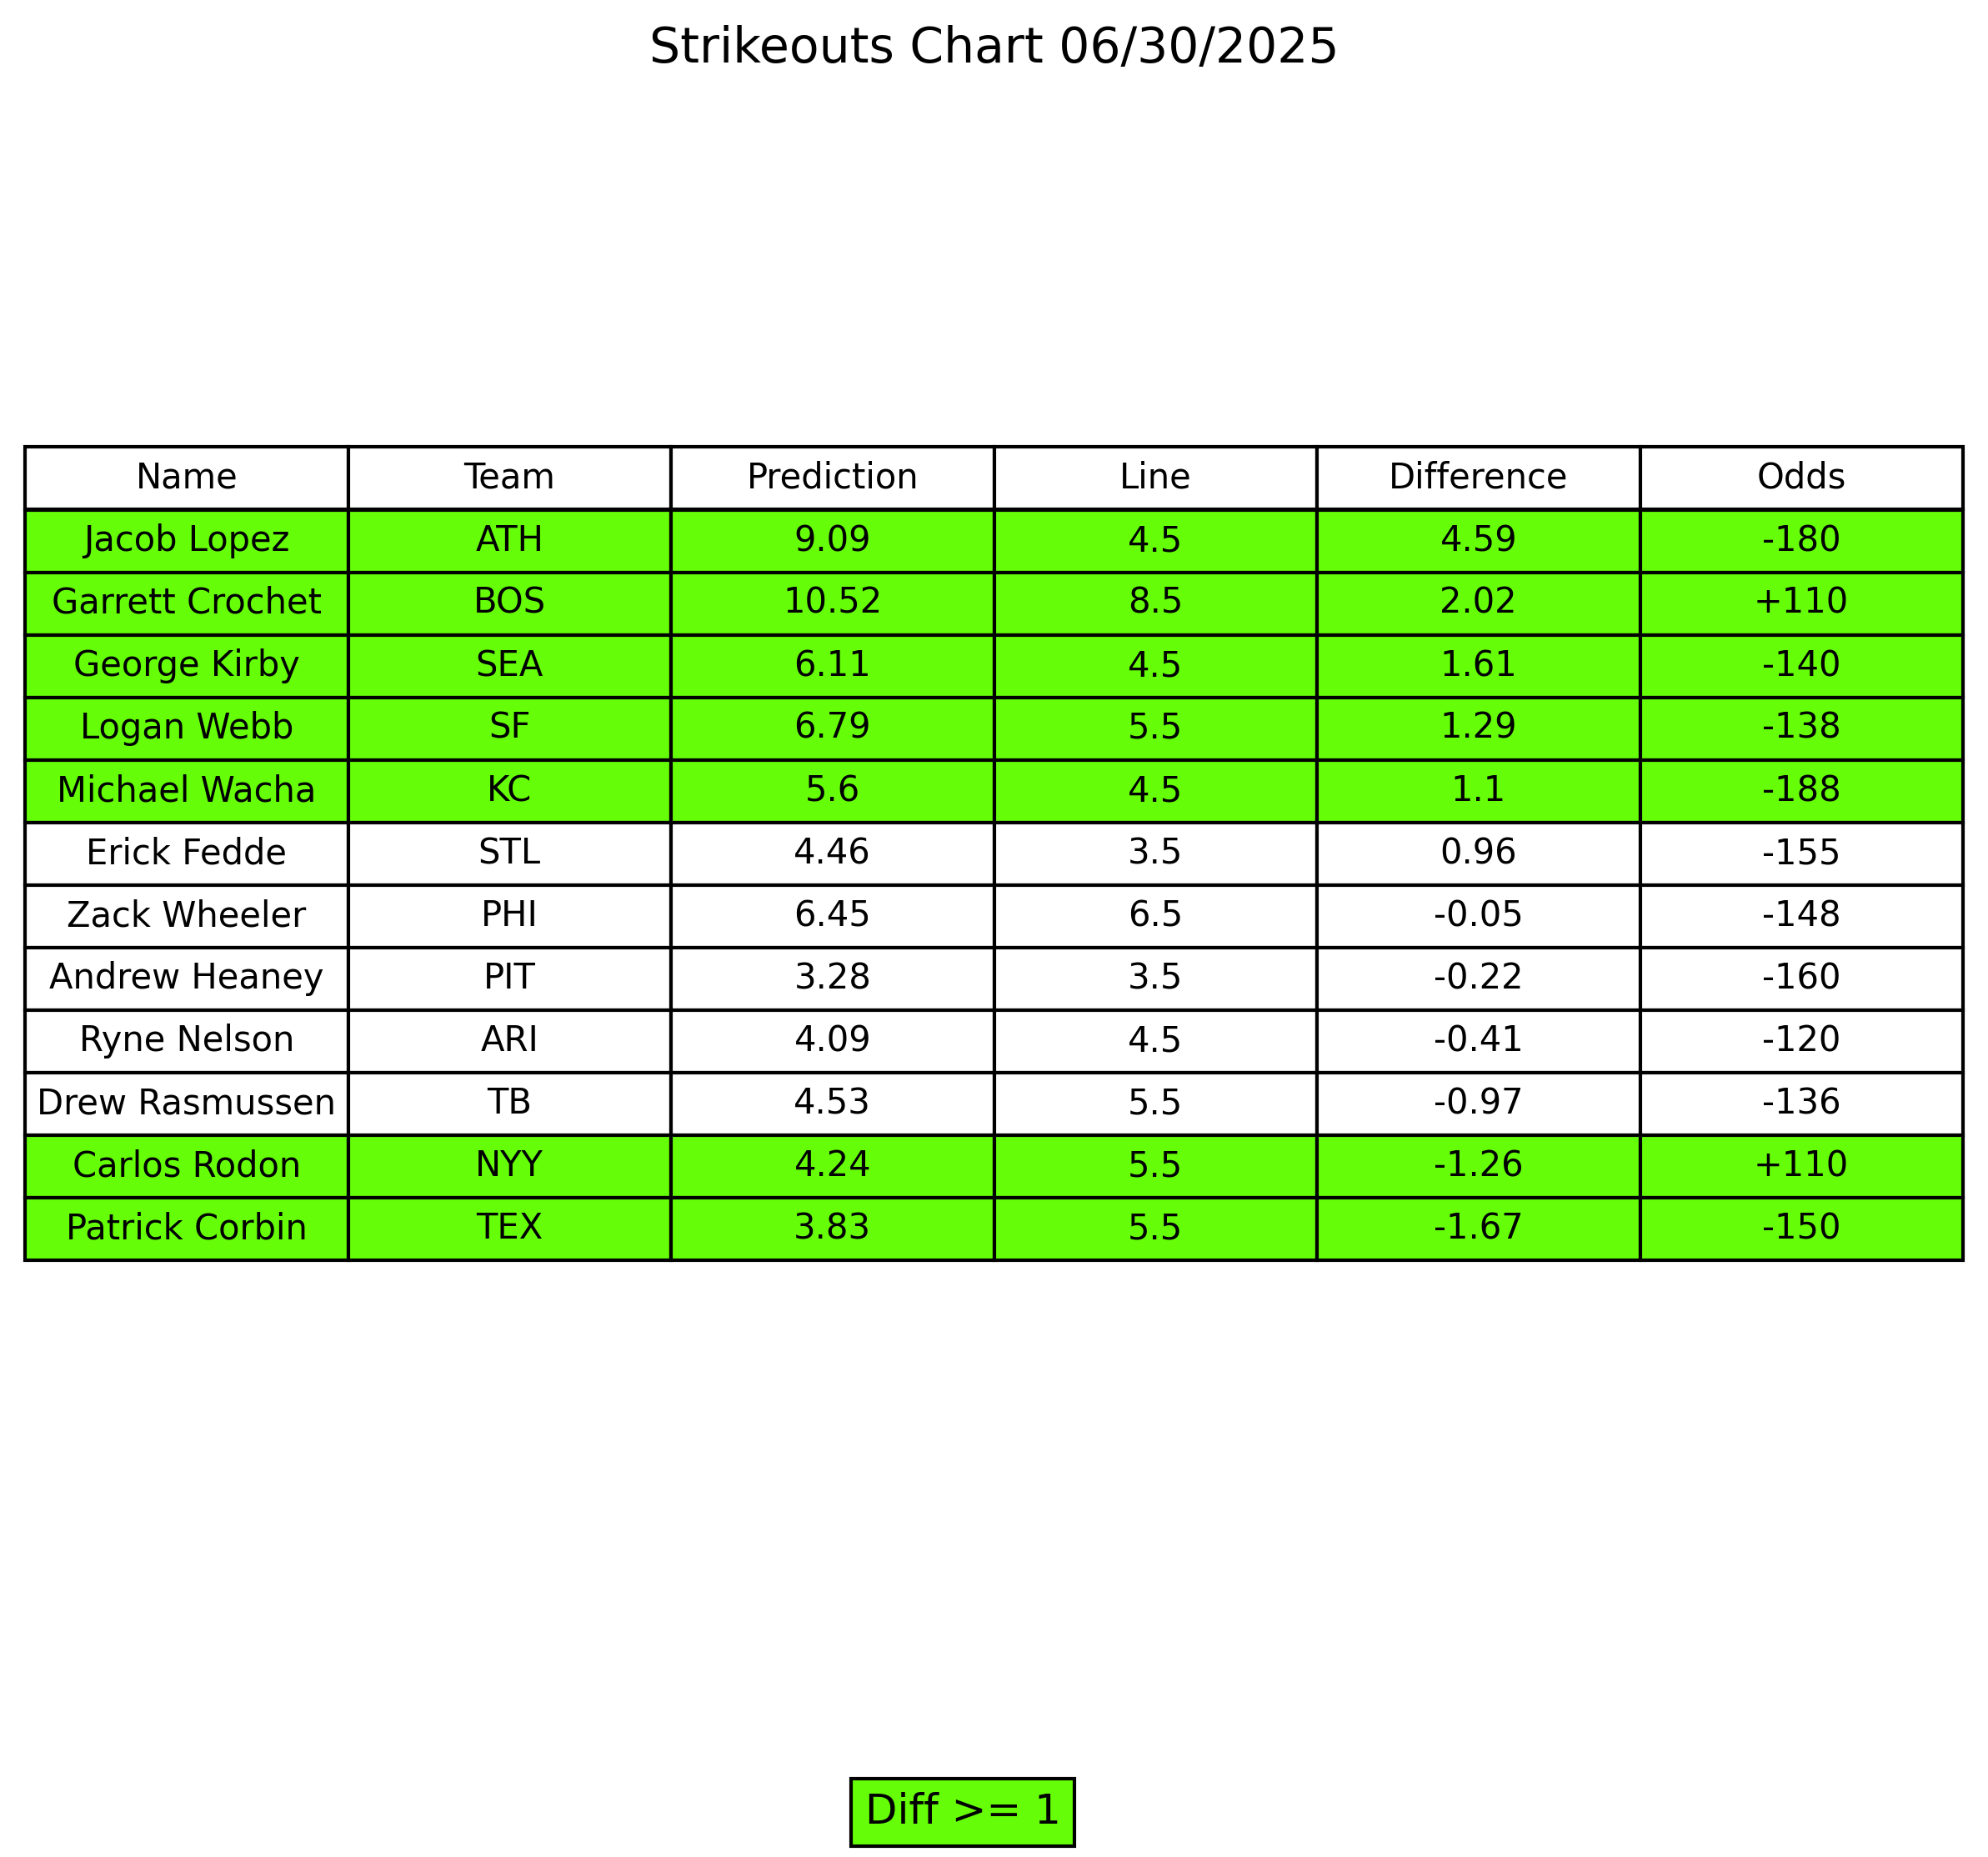 Strikeouts Chart 06/30/2025
Name Team Prediction Line Difference Odds
Jacob Lopez ATH 9.09 4.5 4.59 -180
Garrett Crochet BOS 10.52 8.5 2.02 +110
George Kirby SEA 6.11 4.5 1.61 -140
Logan Webb SF 6.79 5.5 1.29 -138
Michael Wacha KC 5.6 4.5 1.1 -188
Erick Fedde STL 4.46 3.5 0.96 -155
Zack Wheeler PHI 6.45 6.5 -0.05 -148
Andrew Heaney PIT 3.28 3.5 -0.22 -160
Ryne Nelson ARI 4.09 4.5 -0.41 -120
Drew Rasmussen TB 4.53 5.5 -0.97 -136
Carlos Rodon NYY 4.24 5.5 -1.26 +110
Patrick Corbin TEX 3.83 5.5 -1.67 -150
Diff >= 1